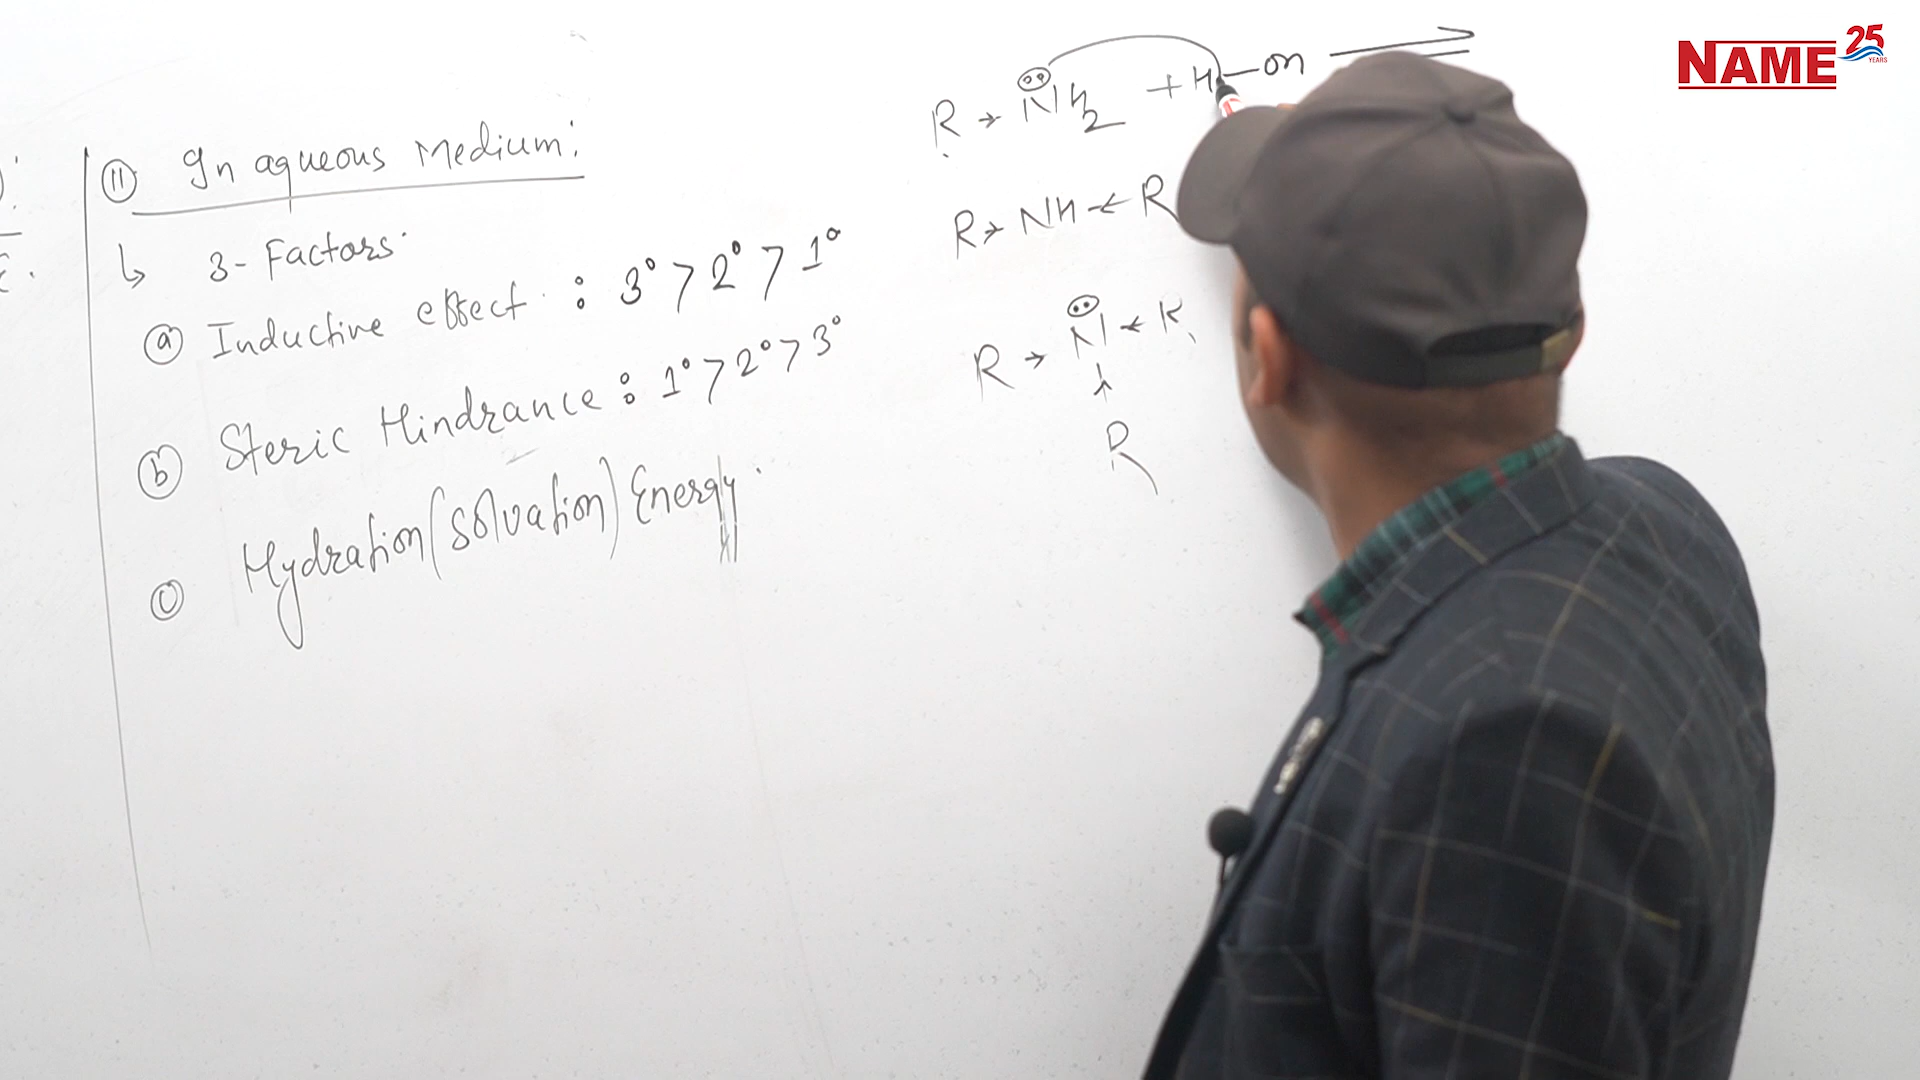 II In aqueous Medium:
↳ 3- Factors
a Inductive effect : 3° > 2° > 1°
b Steric Hindrance : 1° > 2° > 3°
c Hydration (solvation) Energy.
R → NH2 + H — OH ⇌
R → NH ← R
R → N ← R
R
NAME 25 YEARS